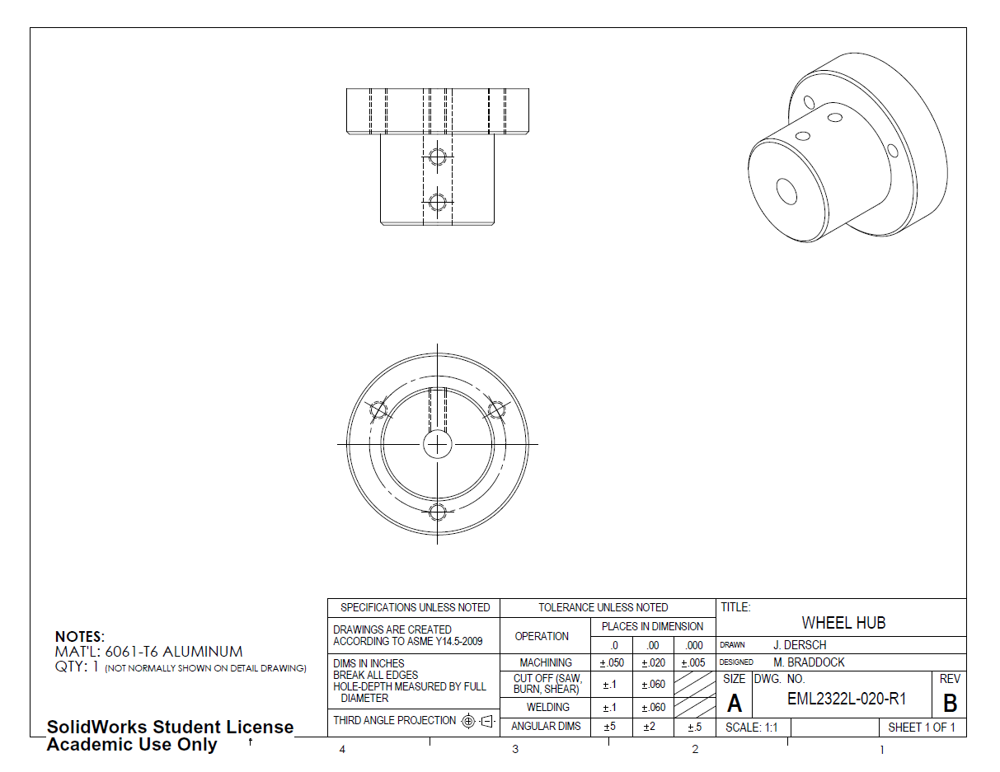 NOTES:
MAT'L: 6061-T6 ALUMINUM
QTY: 1 (NOT NORMALLY SHOWN ON DETAIL DRAWING)
SolidWorks Student License
Academic Use Only
SPECIFICATIONS UNLESS NOTED
DRAWINGS ARE CREATED
ACCORDING TO ASME Y14.5-2009
DIMS IN INCHES
BREAK ALL EDGES
HOLE-DEPTH MEASURED BY FULL
DIAMETER
THIRD ANGLE PROJECTION
TOLERANCE UNLESS NOTED
OPERATION
PLACES IN DIMENSION
.0 .00 .000
MACHINING ±.050 ±.020 ±.005
CUT OFF (SAW,
BURN, SHEAR) ±.1 ±.060
WELDING ±.1 ±.060
ANGULAR DIMS ±5 ±2 ±.5
TITLE:
WHEEL HUB
DRAWN J. DERSCH
DESIGNED M. BRADDOCK
SIZE DWG. NO. REV
A EML2322L-020-R1 B
SCALE: 1:1 SHEET 1 OF 1
4 3 2 1